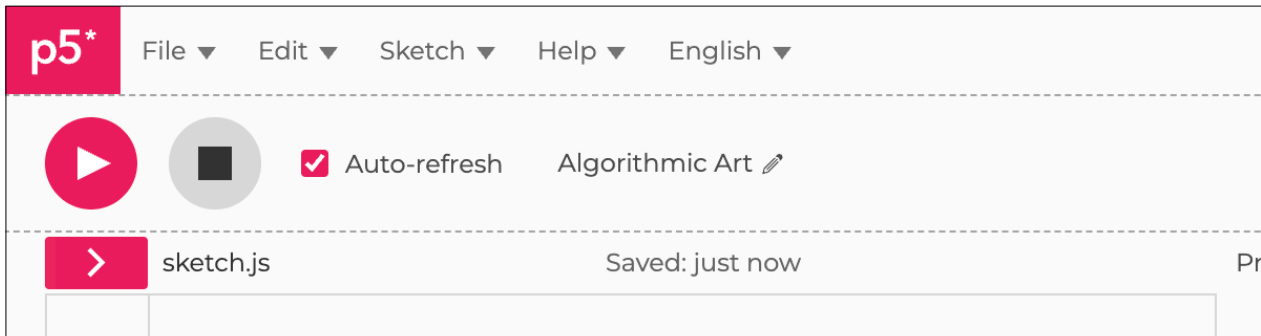 p5* File Edit Sketch Help English
Auto-refresh Algorithmic Art
sketch.js Saved: just now